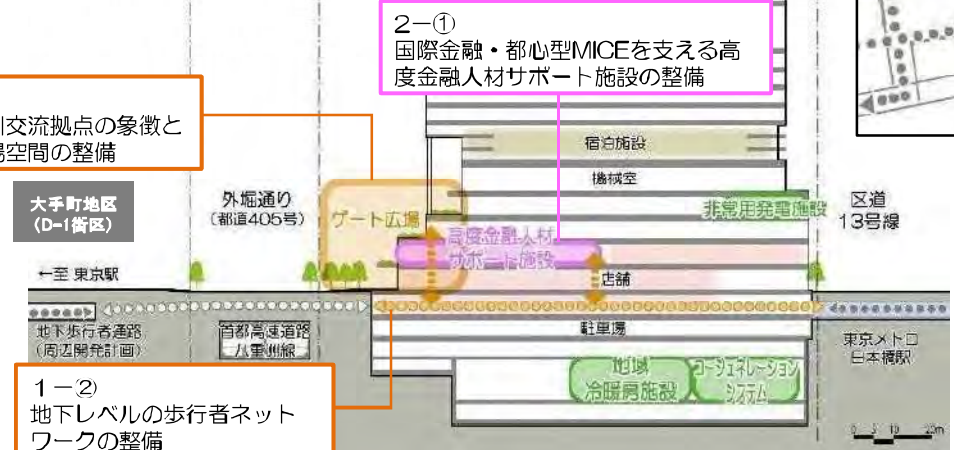 2-①
国際金融・都心型MICEを支える高
度金融人材サポート施設の整備
交流拠点の象徴と
空間の整備
宿泊施設
機械室
大手町地区
(D-1街区)
外堀通り
(都道405号)
ゲート広場
非常用発電施設
区道
13号線
高度金融人材
サポート施設
←至 東京駅
店舗
地下歩行者通路
(周辺開発計画)
首都高速道路
八重洲線
駐車場
東京メトロ
日本橋駅
地域
冷暖房施設
コージェネレーション
システム
1-②
地下レベルの歩行者ネット
ワークの整備
0 5 10 20m